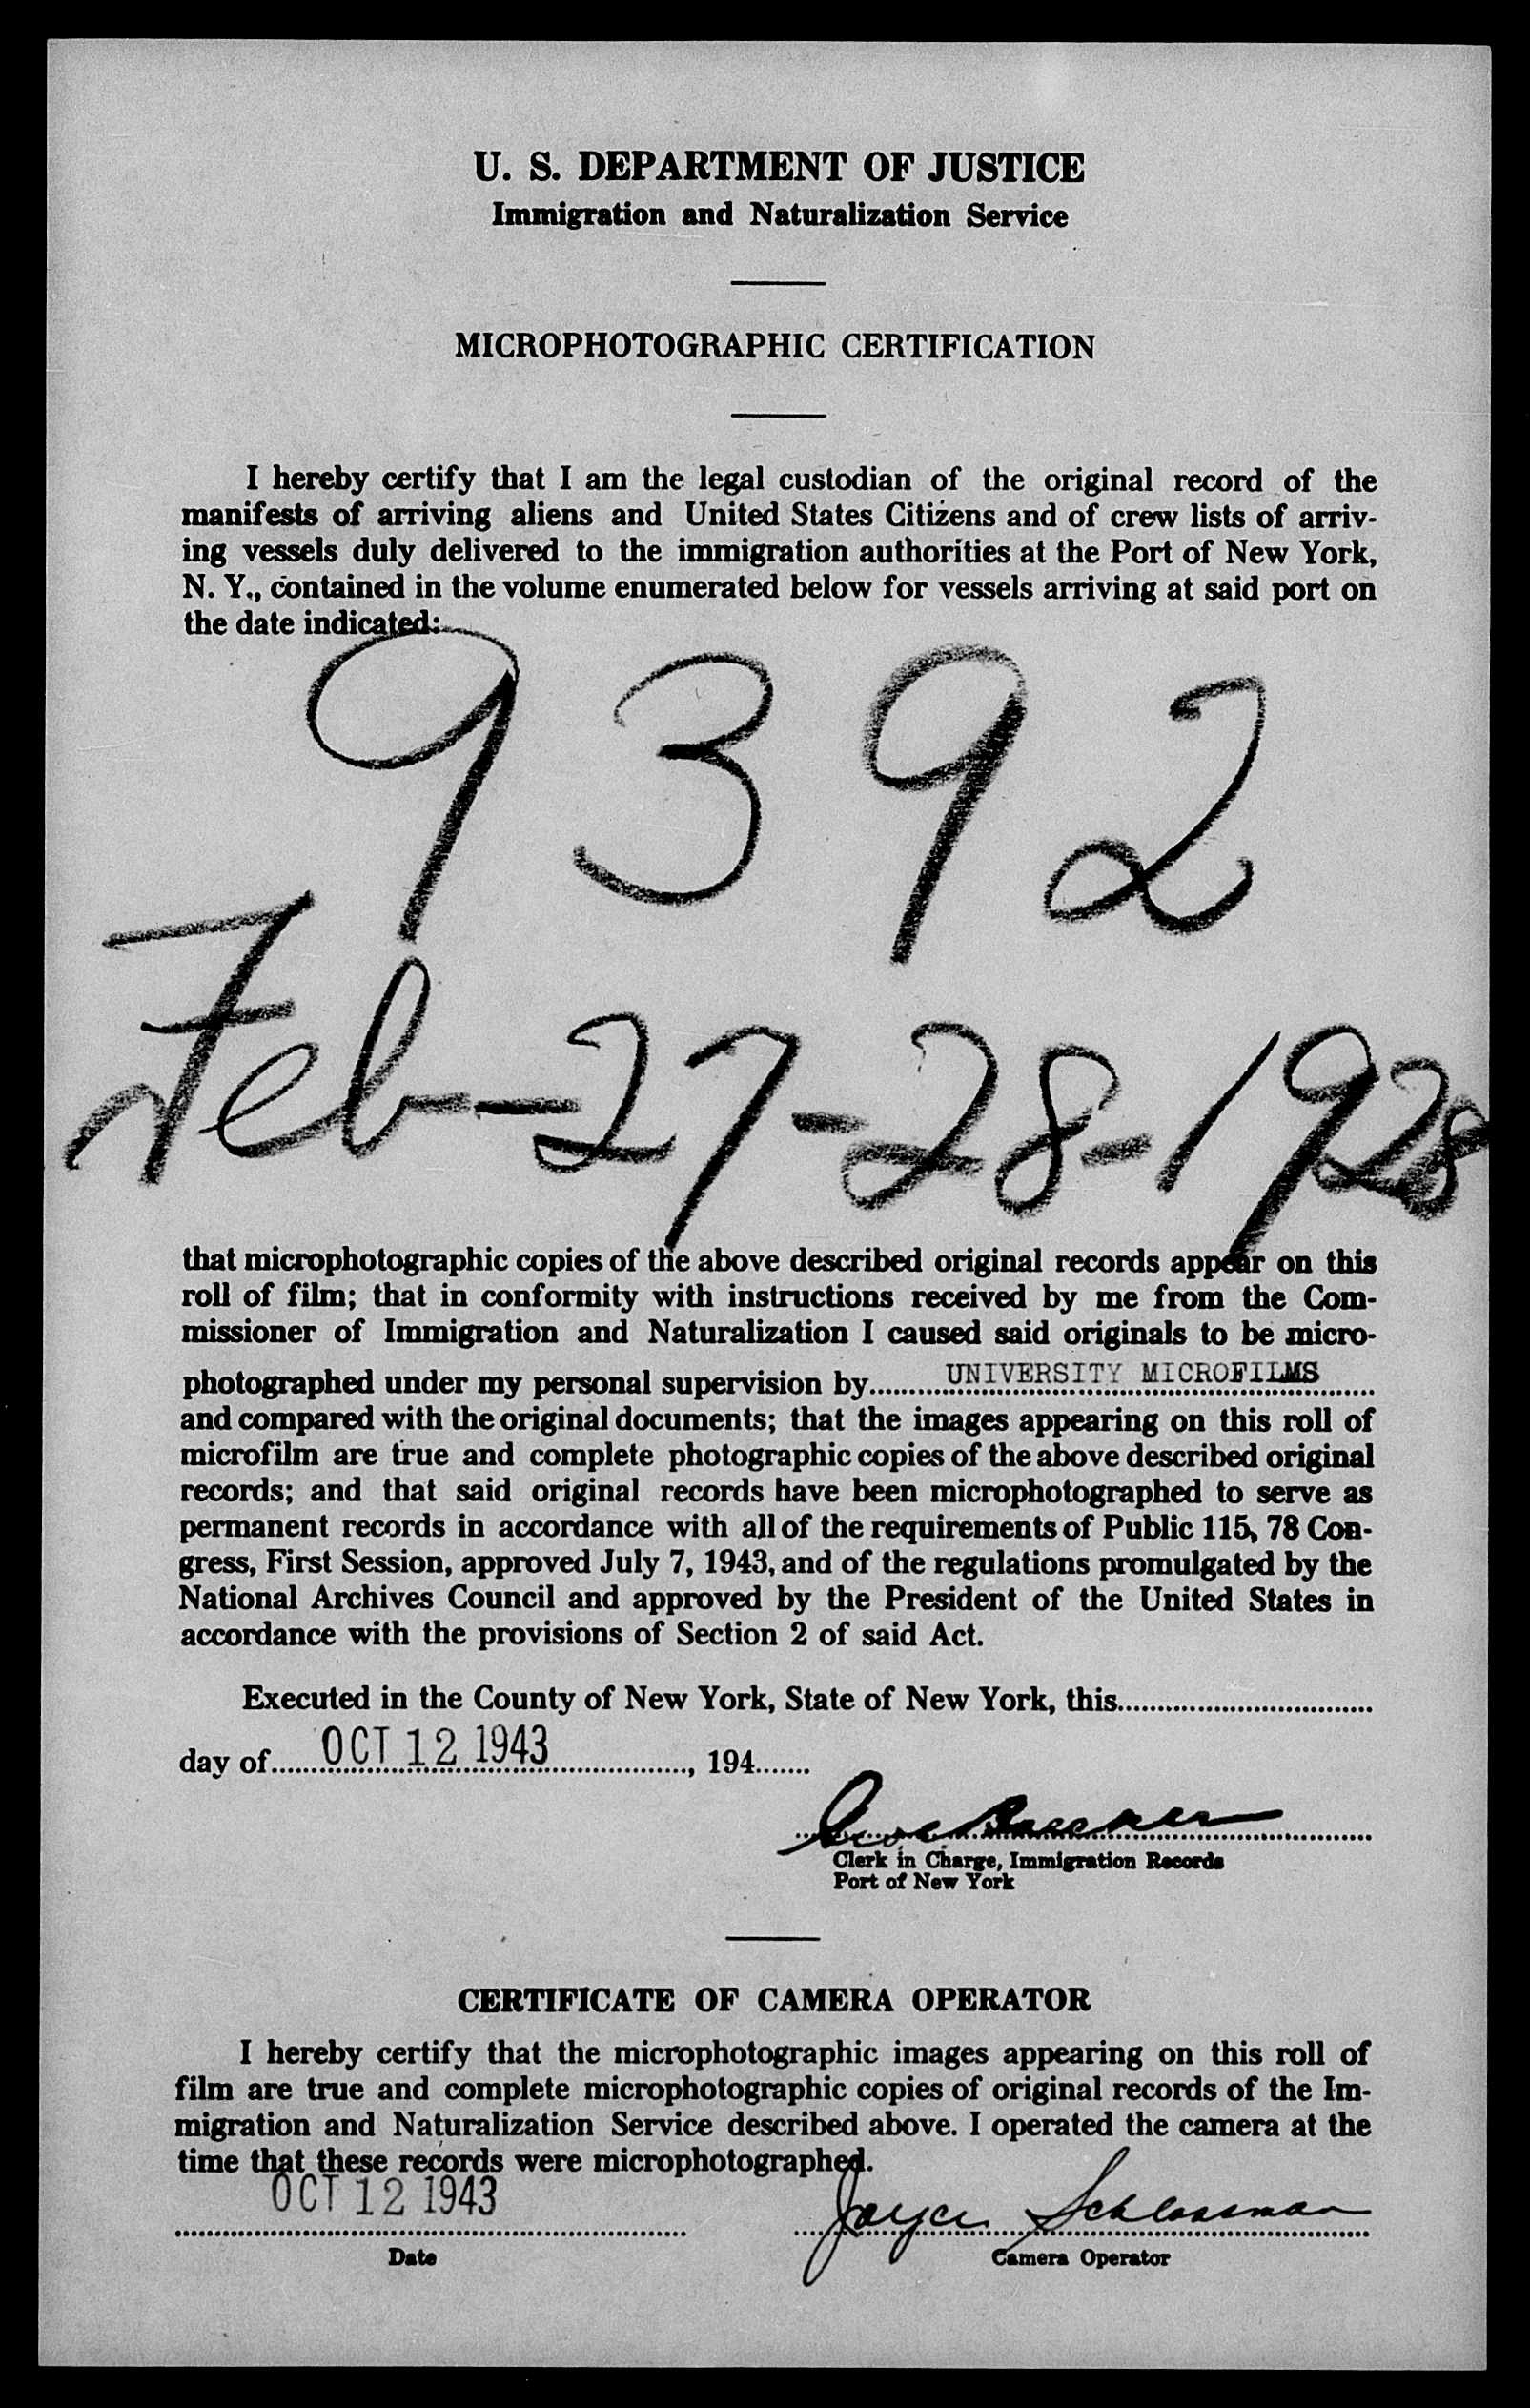 U. S. DEPARTMENT OF JUSTICE
Immigration and Naturalization Service
MICROPHOTOGRAPHIC CERTIFICATION
I hereby certify that I am the legal custodian of the original record of the
manifests of arriving aliens and United States Citizens and of crew lists of arriv-
ing vessels duly delivered to the immigration authorities at the Port of New York,
N. Y., contained in the volume enumerated below for vessels arriving at said port on
the date indicated:
9392
Feb-27-28-1928
that microphotographic copies of the above described original records appear on this
roll of film; that in conformity with instructions received by me from the Com-
missioner of Immigration and Naturalization I caused said originals to be micro-
photographed under my personal supervision by UNIVERSITY MICROFILMS
and compared with the original documents; that the images appearing on this roll of
microfilm are true and complete photographic copies of the above described original
records; and that said original records have been microphotographed to serve as
permanent records in accordance with all of the requirements of Public 115, 78 Con-
gress, First Session, approved July 7, 1943, and of the regulations promulgated by the
National Archives Council and approved by the President of the United States in
accordance with the provisions of Section 2 of said Act.
Executed in the County of New York, State of New York, this
day of OCT 12 1943, 194
Clerk in Charge, Immigration Records
Port of New York
CERTIFICATE OF CAMERA OPERATOR
I hereby certify that the microphotographic images appearing on this roll of
film are true and complete microphotographic copies of original records of the Im-
migration and Naturalization Service described above. I operated the camera at the
time that these records were microphotographed.
OCT 12 1943 Joyce Schlossman
Date Camera Operator